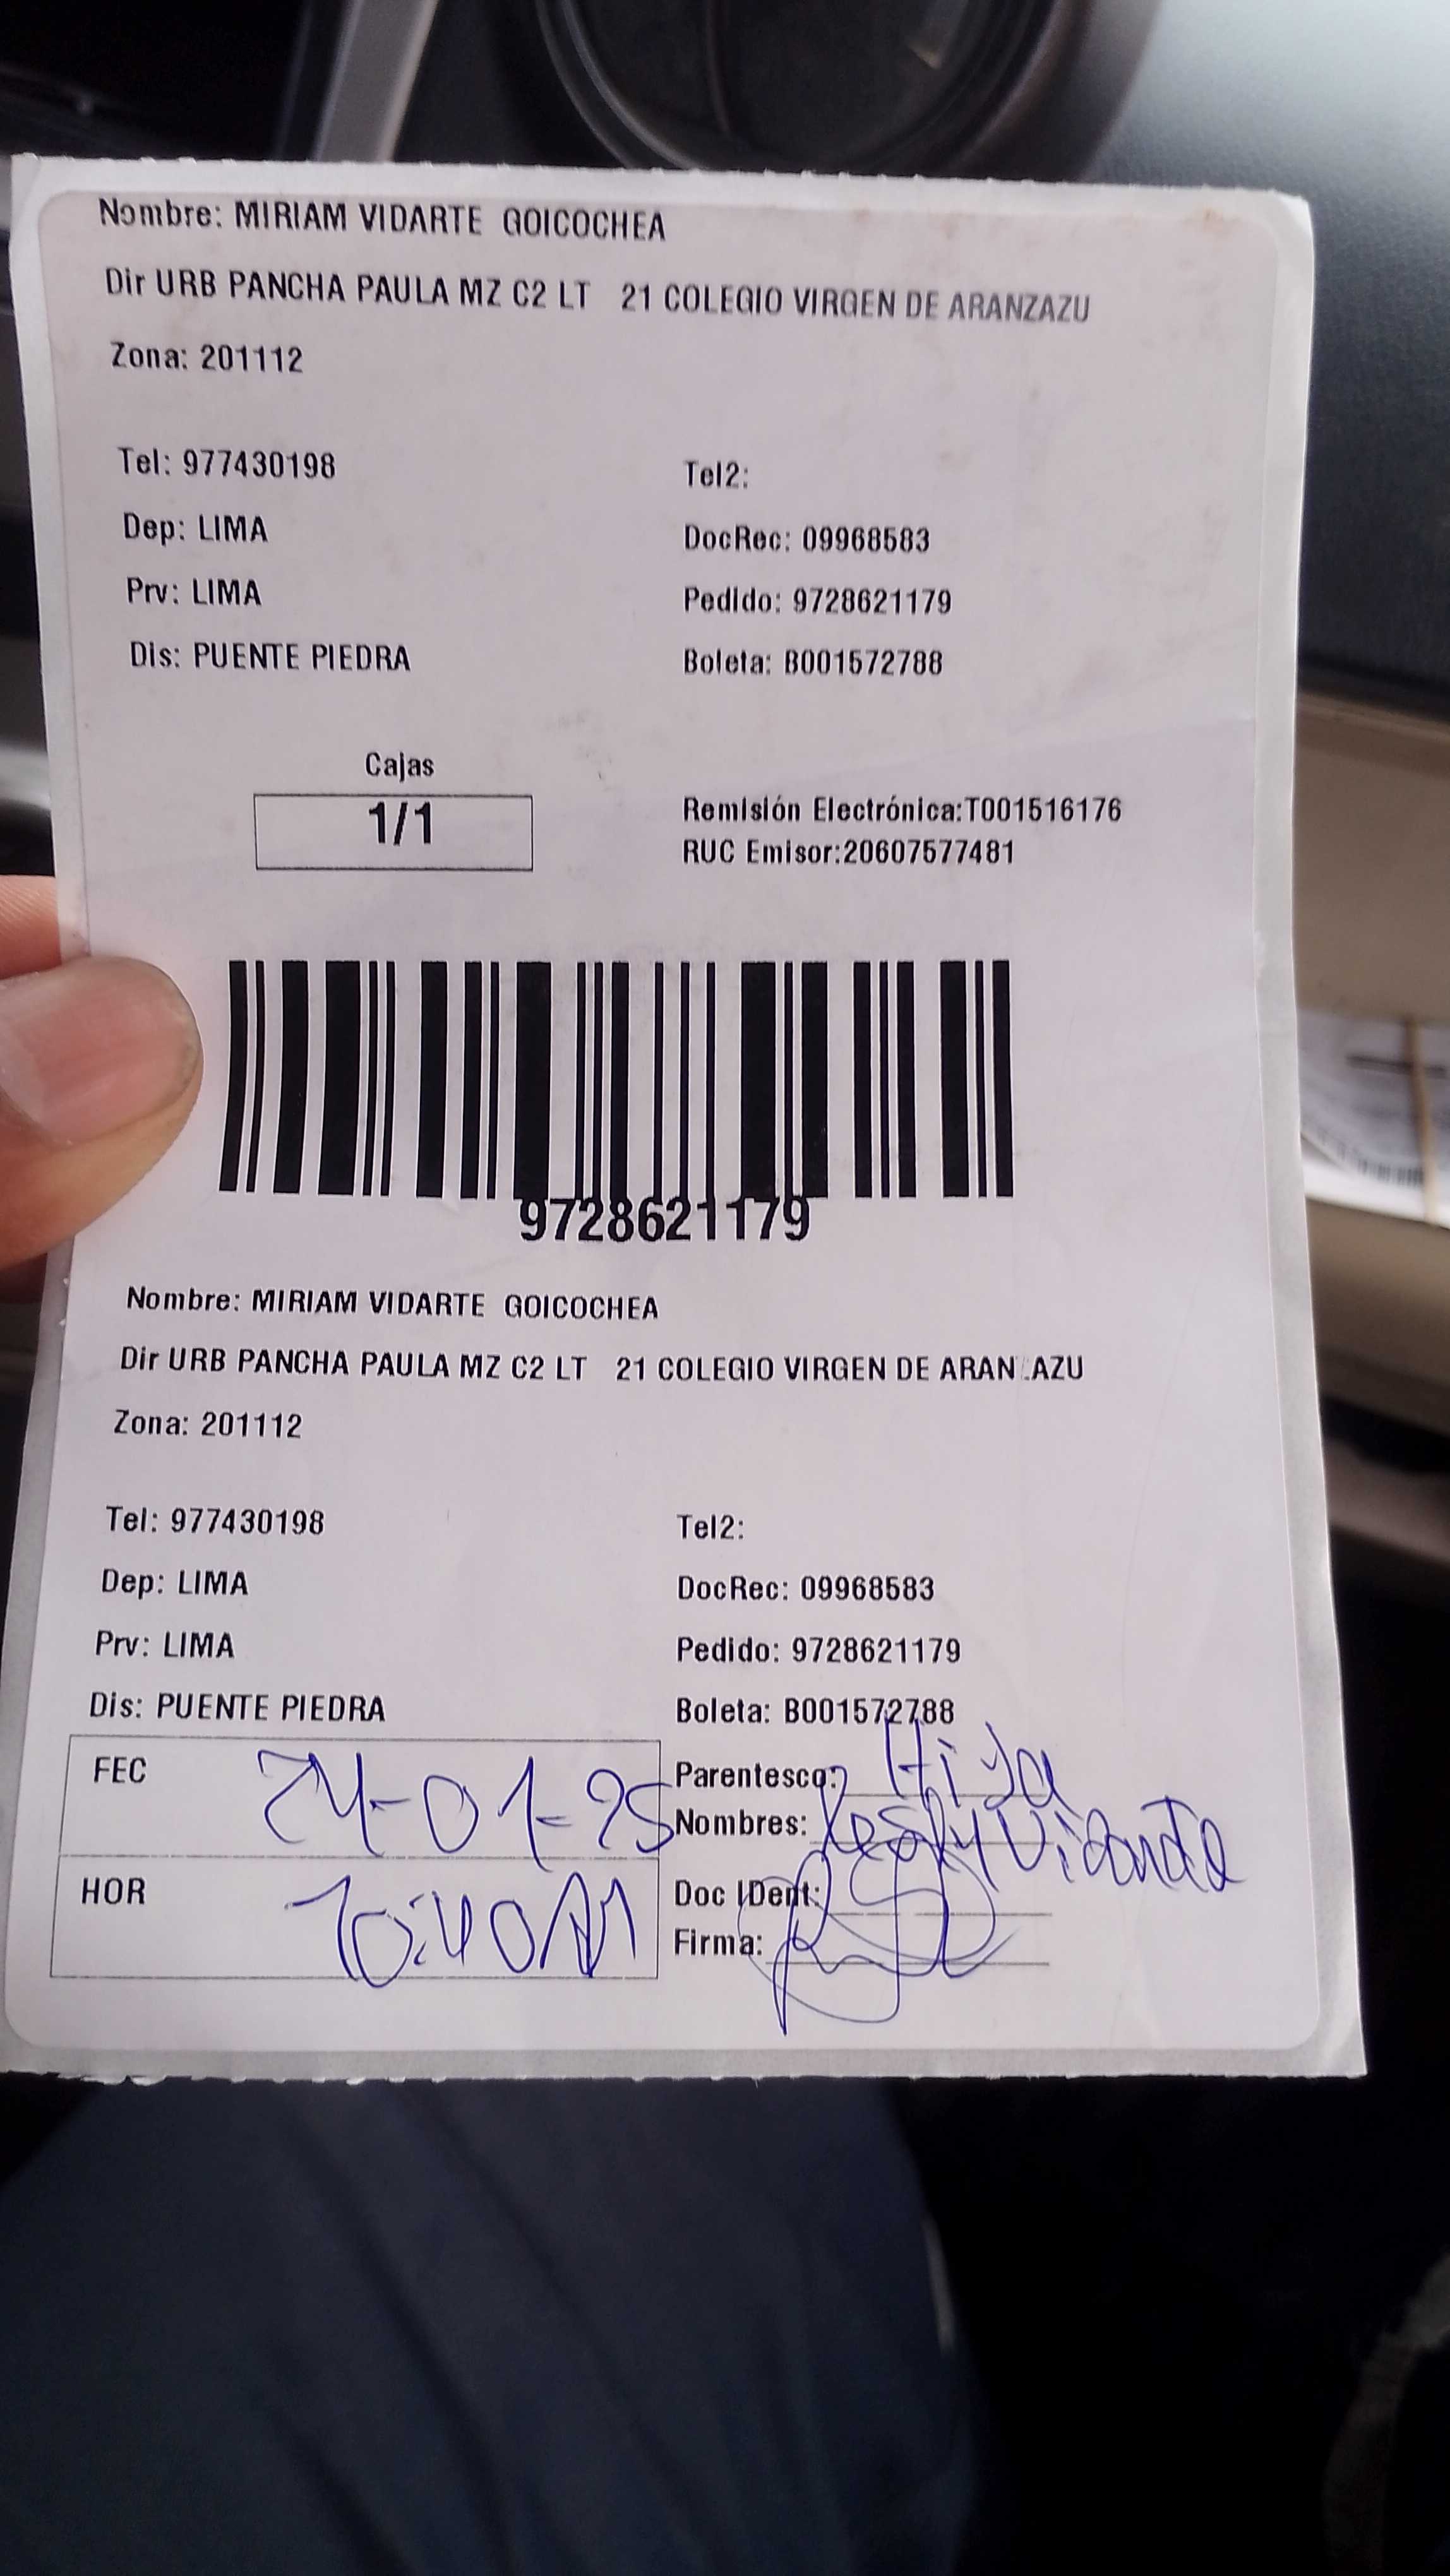 Nombre: MIRIAM VIDARTE GOICOCHEA
Dir URB PANCHA PAULA MZ C2 LT 21 COLEGIO VIRGEN DE ARANZAZU
Zona: 201112
Tel: 977430198 Tel2:
Dep: LIMA DocRec: 09968583
Prv: LIMA Pedido: 9728621179
Dis: PUENTE PIEDRA Boleta: B001572788
Cajas
1/1
Remisión Electrónica:T001516176
RUC Emisor:20607577481
9728621179
Nombre: MIRIAM VIDARTE GOICOCHEA
Dir URB PANCHA PAULA MZ C2 LT 21 COLEGIO VIRGEN DE ARAN AZU
Zona: 201112
Tel: 977430198 Tel2:
Dep: LIMA DocRec: 09968583
Prv: LIMA Pedido: 9728621179
Dis: PUENTE PIEDRA Boleta: B001572788
FEC 24-01-25 Parentesco: Hija
Nombres: Vidarte
HOR 10:40AM Doc IDent:
Firma: